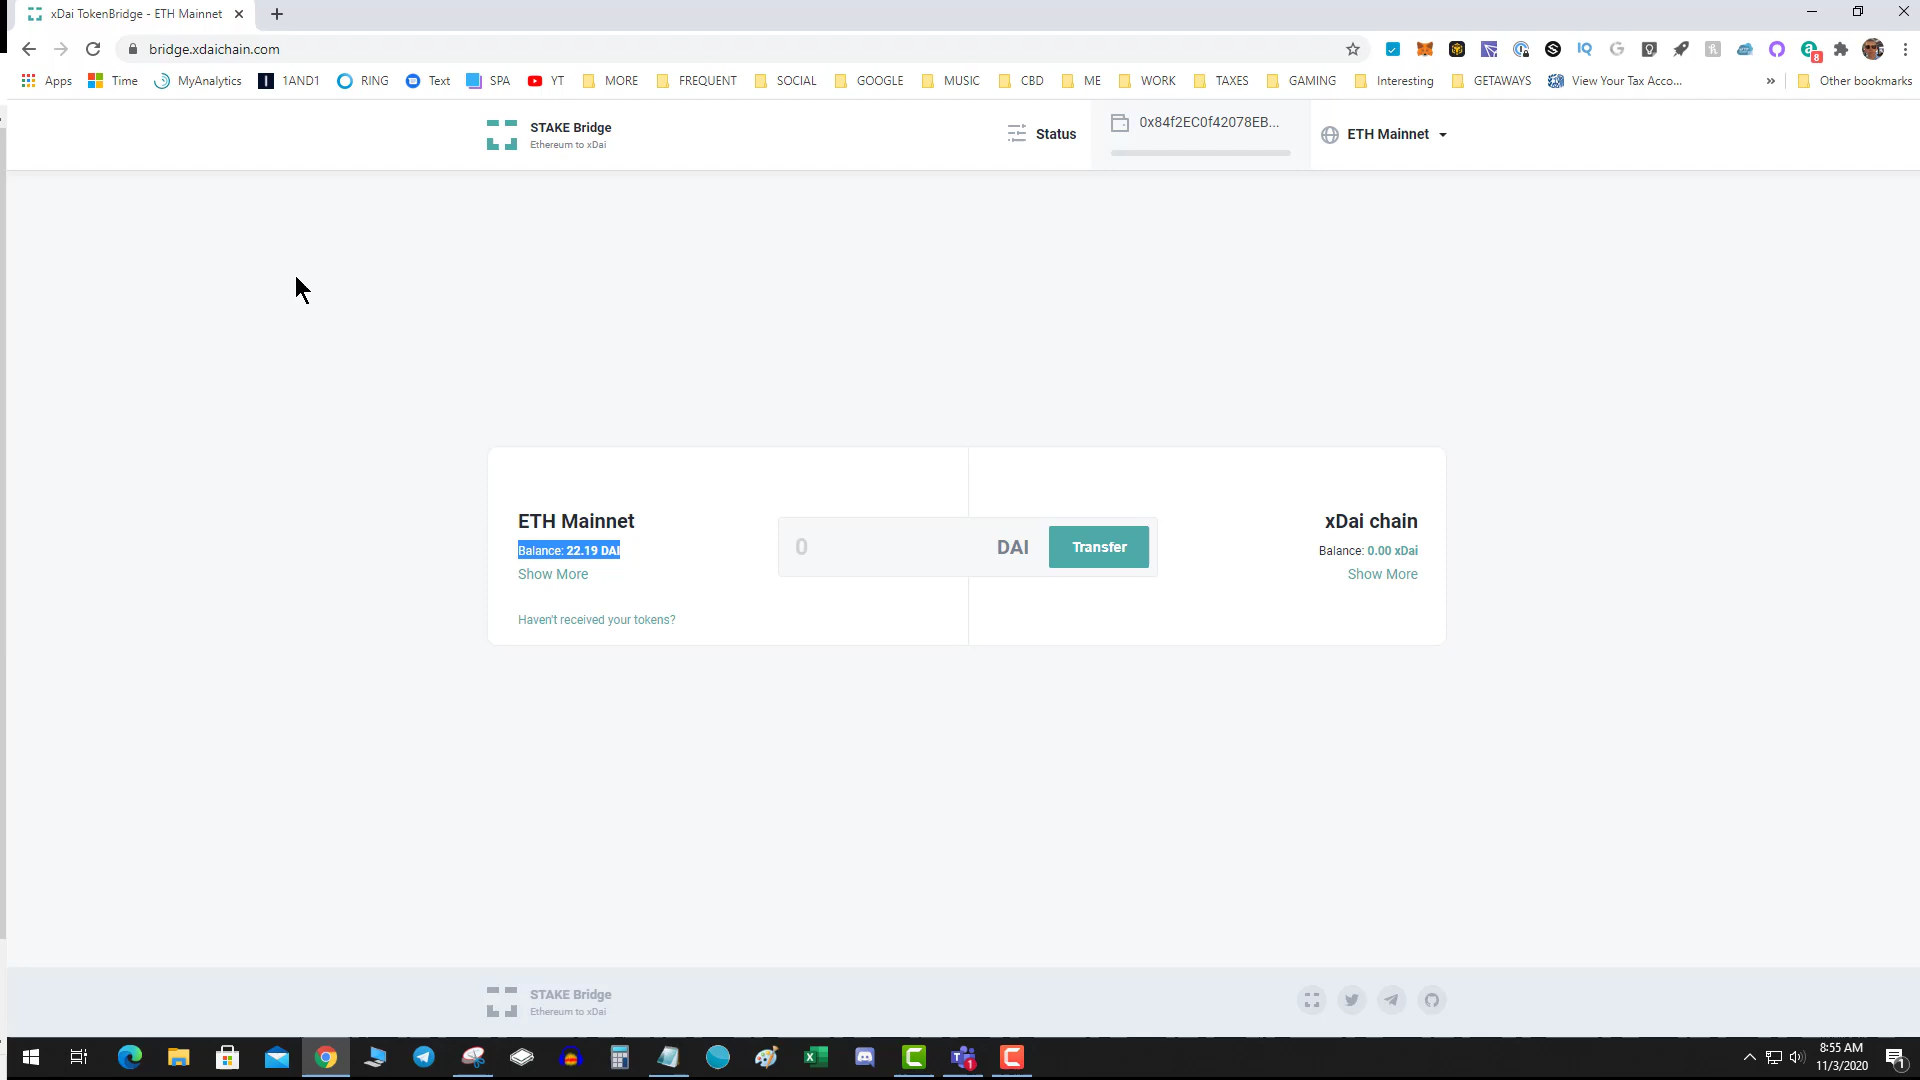 xDai TokenBridge - ETH Mainnet
bridge.xdaichain.com
8
Apps Time MyAnalytics 1AND1 RING Text SPA YT MORE FREQUENT SOCIAL GOOGLE MUSIC CBD ME WORK TAXES GAMING Interesting GETAWAYS View Your Tax Acco... » Other bookmarks
STAKE Bridge
Ethereum to xDai
Status
0x84f2EC0f42078EB...
ETH Mainnet
ETH Mainnet
Balance: 22.19 DAI
Show More
Haven't received your tokens?
0 DAI Transfer
xDai chain
Balance: 0.00 xDai
Show More
STAKE Bridge
Ethereum to xDai
8:55 AM
11/3/2020
1
1